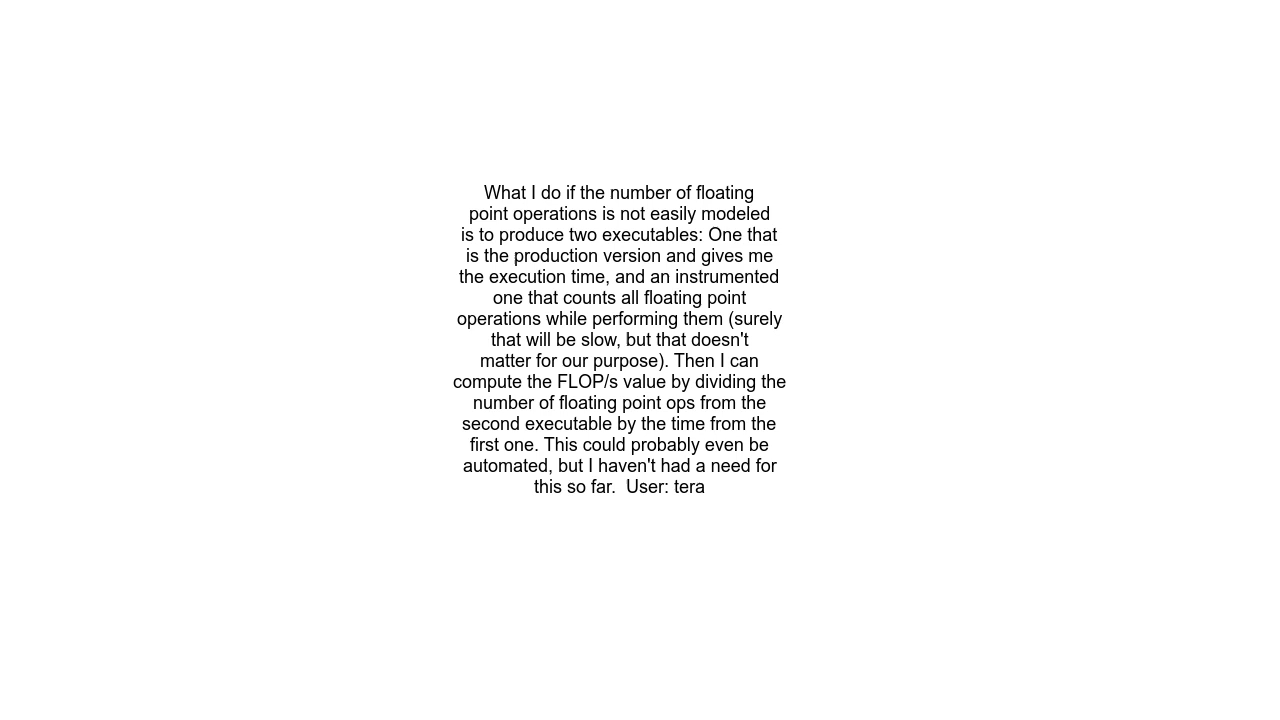 What I do if the number of floating
point operations is not easily modeled
is to produce two executables: One that
is the production version and gives me
the execution time, and an instrumented
one that counts all floating point
operations while performing them (surely
that will be slow, but that doesn't
matter for our purpose). Then I can
compute the FLOP/s value by dividing the
number of floating point ops from the
second executable by the time from the
first one. This could probably even be
automated, but I haven't had a need for
this so far.  User: tera